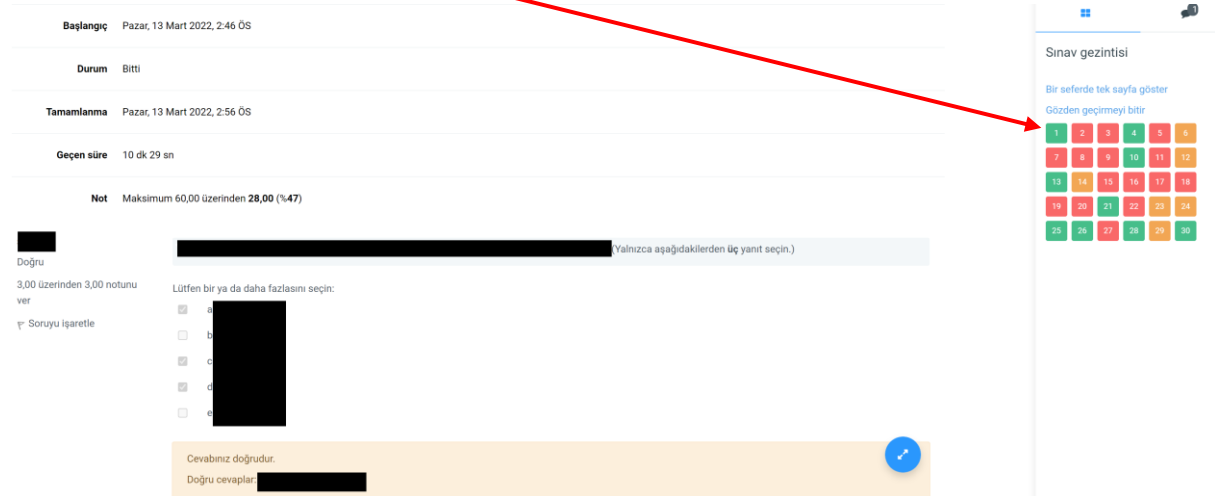 Başlangıç Pazar, 13 Mart 2022, 2:46 ÖS
Durum Bitti
Tamamlanma Pazar, 13 Mart 2022, 2:56 ÖS
Geçen süre 10 dk 29 sn
Not Maksimum 60,00 üzerinden 28,00 (%47)
Doğru
3,00 üzerinden 3,00 notunu
ver
Soruyu işaretle
(Yalnızca aşağıdakilerden üç yanıt seçin.)
Lütfen bir ya da daha fazlasını seçin:
a
b
c
d
e
Cevabınız doğrudur.
Doğru cevaplar:
1
Sınav gezintisi
Bir seferde tek sayfa göster
Gözden geçirmeyi bitir
1 2 3 4 5 6
7 8 9 10 11 12
13 14 15 16 17 18
19 20 21 22 23 24
25 26 27 28 29 30